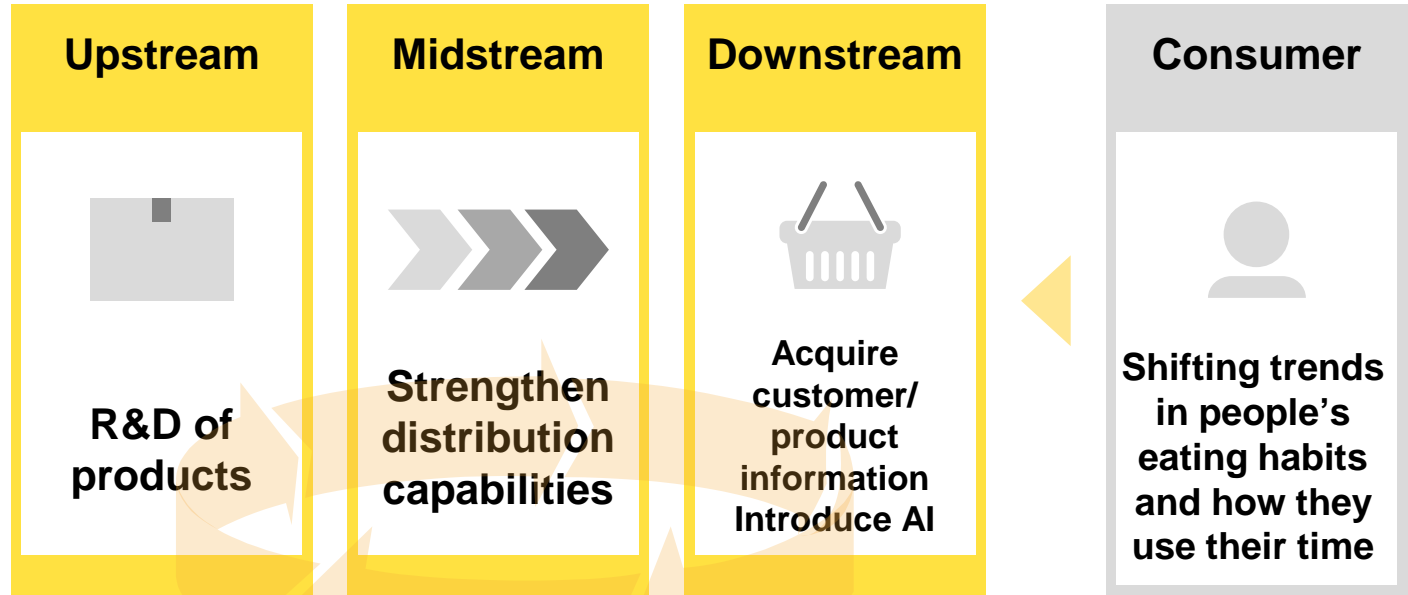 Upstream
R&D of
products
Midstream
Strengthen
distribution
capabilities
Downstream
Acquire
customer/
product
information
Introduce AI
Consumer
Shifting trends
in people’s
eating habits
and how they
use their time